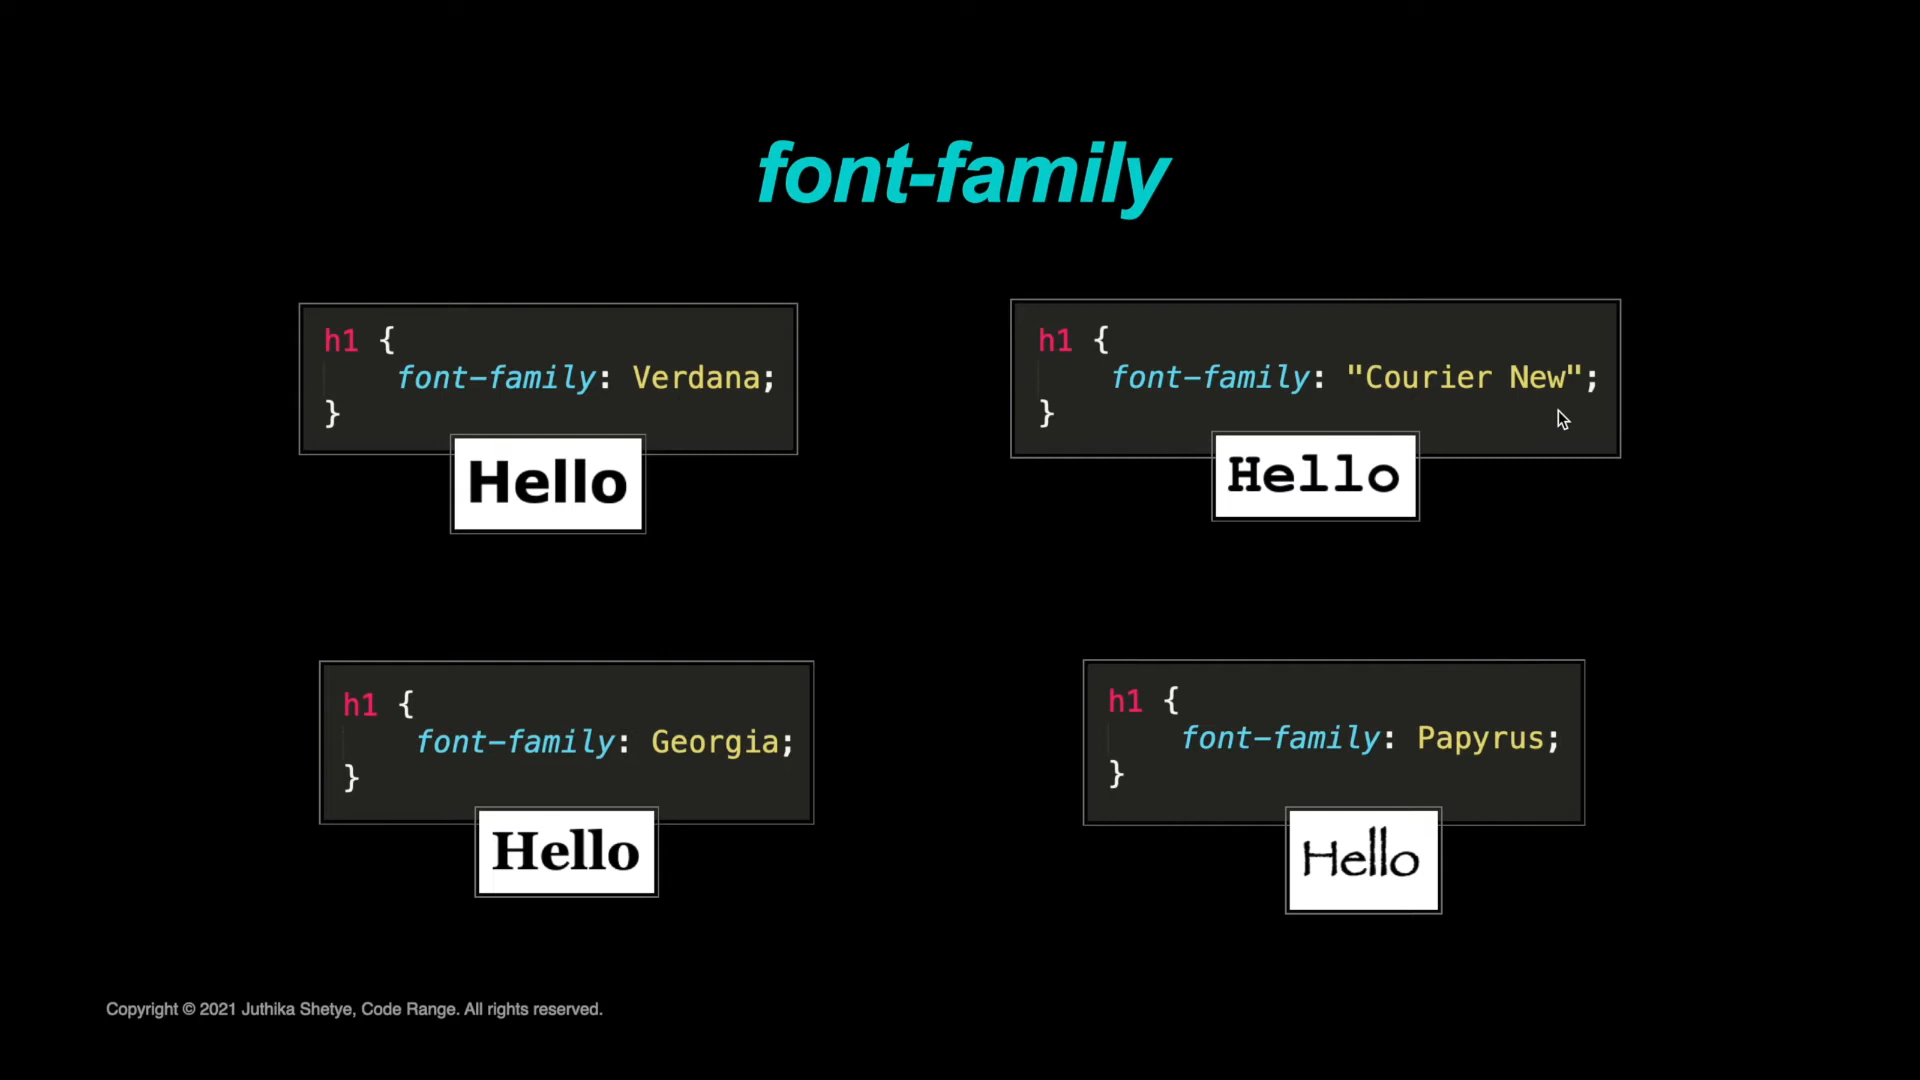 font-family
h1 {
font-family: Verdana;
}
Hello
h1 {
font-family: "Courier New";
}
Hello
h1 {
font-family: Georgia;
}
Hello
h1 {
font-family: Papyrus;
}
Hello
Copyright © 2021 Juthika Shetye, Code Range. All rights reserved.